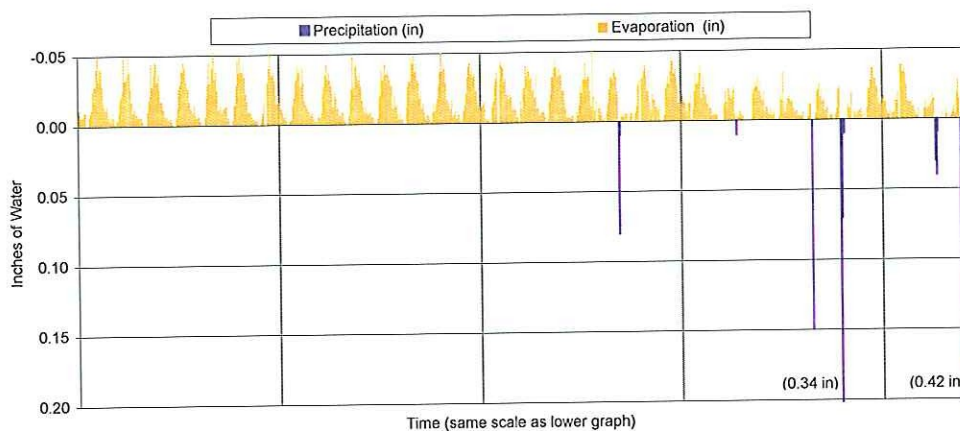 Precipitation (in) Evaporation (in)
-0.05
0.00
0.05
0.10
0.15
0.20
Inches of Water
(0.34 in) (0.42 in
Time (same scale as lower graph)